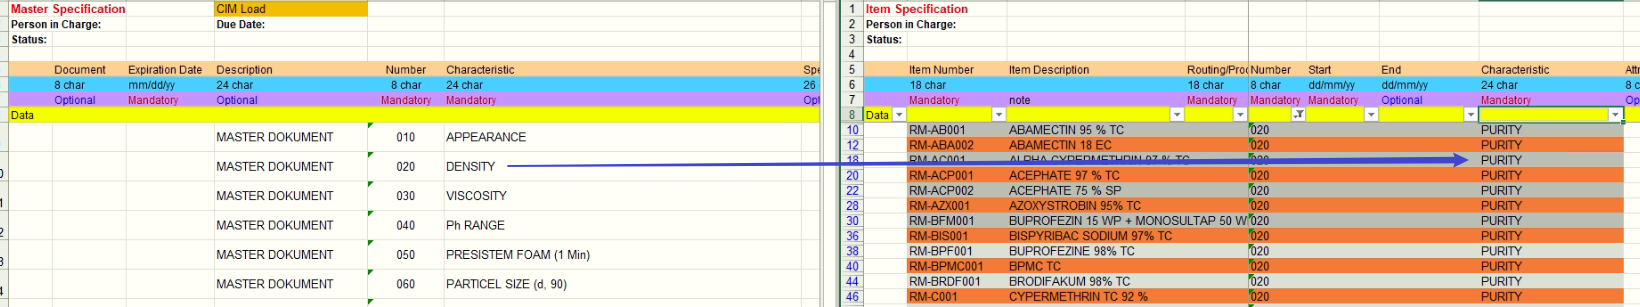 Master Specification CIM Load
Person in Charge: Due Date:
Status:
Document Expiration Date Description Number Characteristic Spe
8 char mm/dd/yy 24 char 8 char 24 char 26
Optional Mandatory Optional Mandatory Mandatory Opt
Data
MASTER DOKUMENT 010 APPEARANCE
MASTER DOKUMENT 020 DENSITY
MASTER DOKUMENT 030 VISCOSITY
MASTER DOKUMENT 040 Ph RANGE
MASTER DOKUMENT 050 PRESISTEM FOAM (1 Min)
MASTER DOKUMENT 060 PARTICEL SIZE (d, 90)
1 Item Specification
2 Person in Charge:
3 Status:
4
5 Item Number Item Description Routing/Proc Number Start End Characteristic Attr
6 18 char 18 char 8 char dd/mm/yy dd/mm/yy 24 char 8 c
7 Mandatory note Mandatory Mandatory Mandatory Optional Mandatory Op
8 Data
10 RM-AB001 ABAMECTIN 95 % TC 020 PURITY
12 RM-ABA002 ABAMECTIN 18 EC 020 PURITY
18 RM-AC001 ALPHA CYPERMETHRIN 97 % TC 020 PURITY
20 RM-ACP001 ACEPHATE 97 % TC 020 PURITY
22 RM-ACP002 ACEPHATE 75 % SP 020 PURITY
28 RM-AZX001 AZOXYSTROBIN 95% TC 020 PURITY
30 RM-BFM001 BUPROFEZIN 15 WP + MONOSULTAP 50 W 020 PURITY
36 RM-BIS001 BISPYRIBAC SODIUM 97% TC 020 PURITY
38 RM-BPF001 BUPROFEZINE 98% TC 020 PURITY
40 RM-BPMC001 BPMC TC 020 PURITY
44 RM-BRDF001 BRODIFAKUM 98% TC 020 PURITY
46 RM-C001 CYPERMETHRIN TC 92 % 020 PURITY